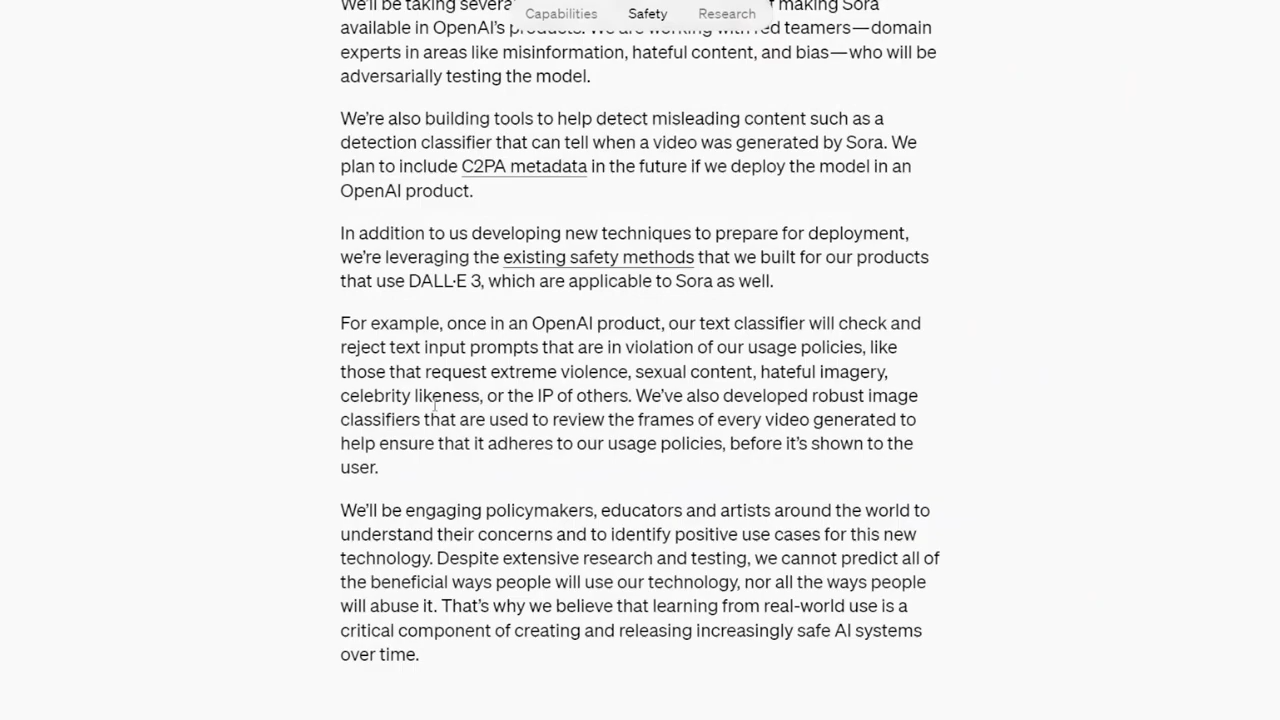 Capabilities Safety Research
We'll be taking several making Sora
available in OpenAI's products. We are working with red teamers—domain
experts in areas like misinformation, hateful content, and bias—who will be
adversarially testing the model.
We're also building tools to help detect misleading content such as a
detection classifier that can tell when a video was generated by Sora. We
plan to include C2PA metadata in the future if we deploy the model in an
OpenAI product.
In addition to us developing new techniques to prepare for deployment,
we're leveraging the existing safety methods that we built for our products
that use DALL·E 3, which are applicable to Sora as well.
For example, once in an OpenAI product, our text classifier will check and
reject text input prompts that are in violation of our usage policies, like
those that request extreme violence, sexual content, hateful imagery,
celebrity likeness, or the IP of others. We've also developed robust image
classifiers that are used to review the frames of every video generated to
help ensure that it adheres to our usage policies, before it's shown to the
user.
We'll be engaging policymakers, educators and artists around the world to
understand their concerns and to identify positive use cases for this new
technology. Despite extensive research and testing, we cannot predict all of
the beneficial ways people will use our technology, nor all the ways people
will abuse it. That's why we believe that learning from real-world use is a
critical component of creating and releasing increasingly safe AI systems
over time.